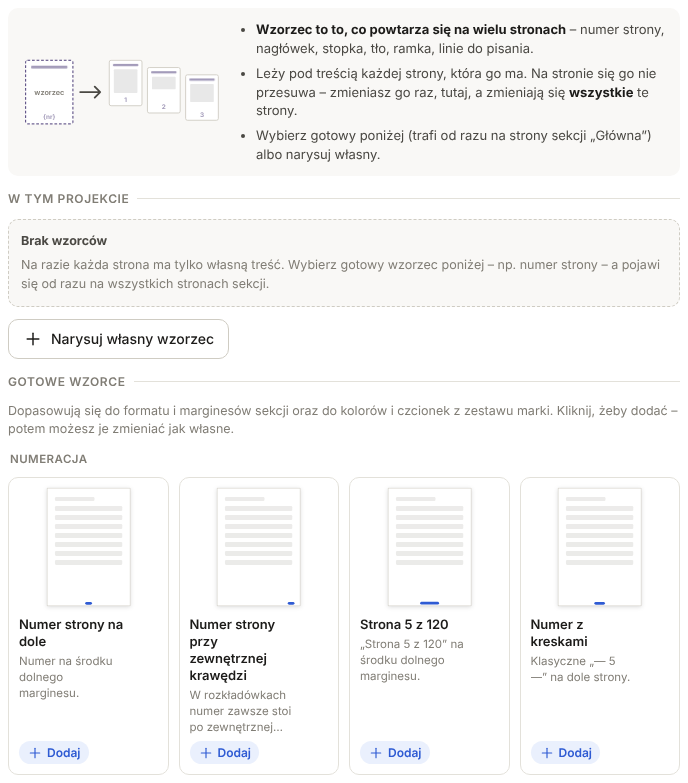 wzorzec
{nr}
1
2
3
• Wzorzec to to, co powtarza się na wielu stronach – numer strony,
nagłówek, stopka, tło, ramka, linie do pisania.
• Leży pod treścią każdej strony, która go ma. Na stronie się go nie
przesuwa – zmieniasz go raz, tutaj, a zmieniają się wszystkie te
strony.
• Wybierz gotowy poniżej (trafi od razu na strony sekcji „Główna”)
albo narysuj własny.
W TYM PROJEKCIE
Brak wzorców
Na razie każda strona ma tylko własną treść. Wybierz gotowy wzorzec poniżej – np. numer strony – a pojawi
się od razu na wszystkich stronach sekcji.
+ Narysuj własny wzorzec
GOTOWE WZORCE
Dopasowują się do formatu i marginesów sekcji oraz do kolorów i czcionek z zestawu marki. Kliknij, żeby dodać –
potem możesz je zmieniać jak własne.
NUMERACJA
Numer strony na
dole
Numer na środku
dolnego
marginesu.
+ Dodaj
Numer strony
przy
zewnętrznej
krawędzi
W rozkładówkach
numer zawsze stoi
po zewnętrznej...
+ Dodaj
Strona 5 z 120
„Strona 5 z 120” na
środku dolnego
marginesu.
+ Dodaj
Numer z
kreskami
Klasyczne „— 5
—” na dole strony.
+ Dodaj